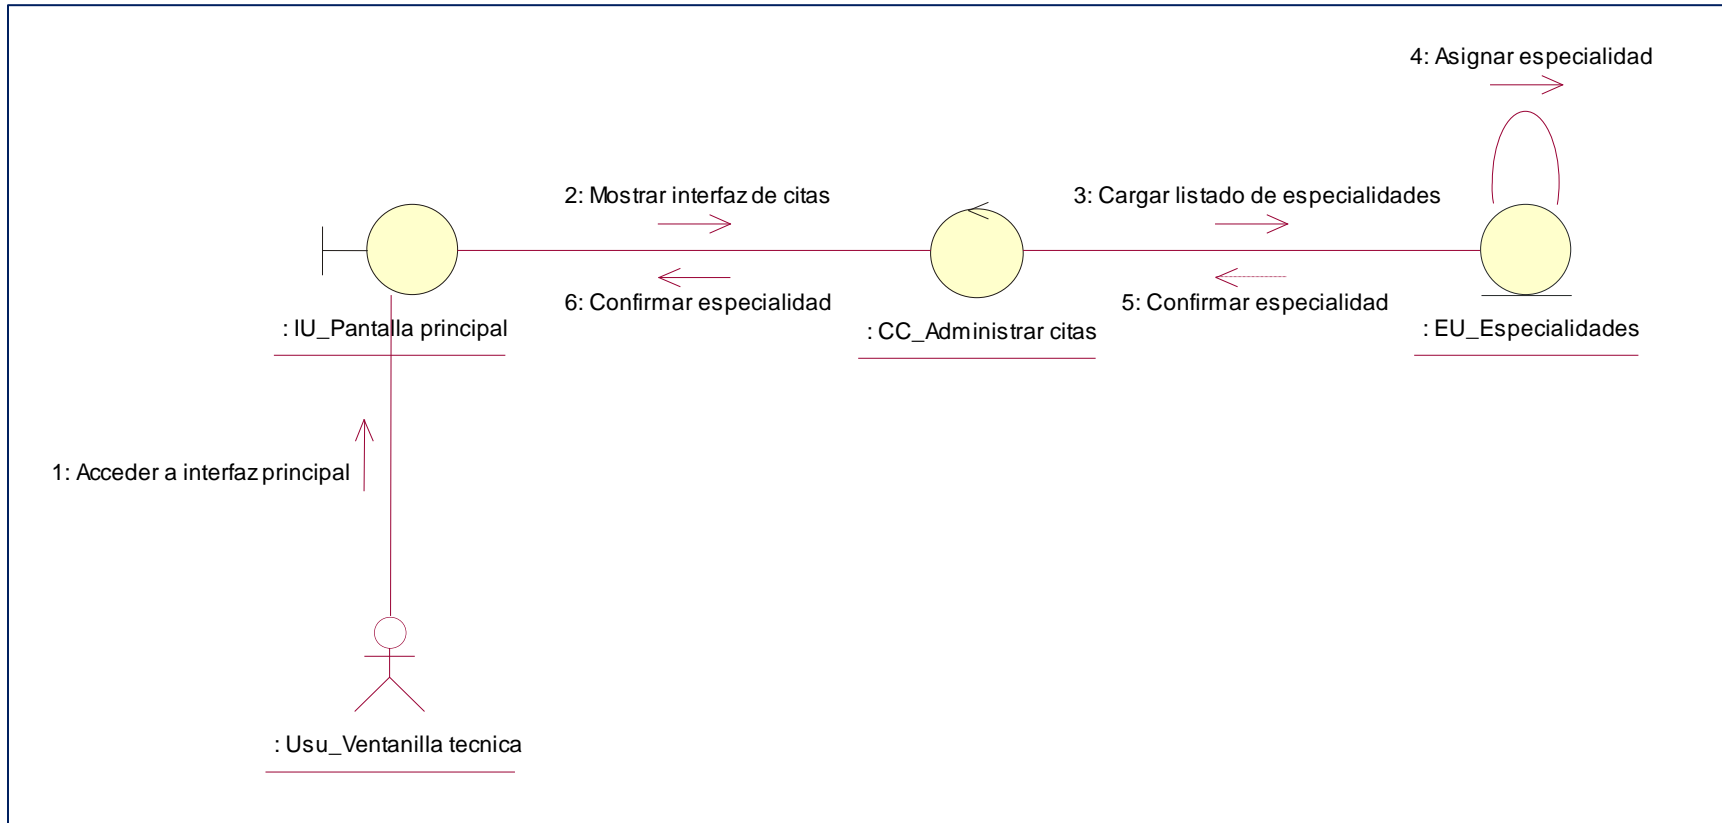 4: Asignar especialidad
2: Mostrar interfaz de citas
3: Cargar listado de especialidades
6: Confirmar especialidad
5: Confirmar especialidad
: IU_Pantalla principal
: CC_Administrar citas
: EU_Especialidades
1: Acceder a interfaz principal
: Usu_Ventanilla tecnica